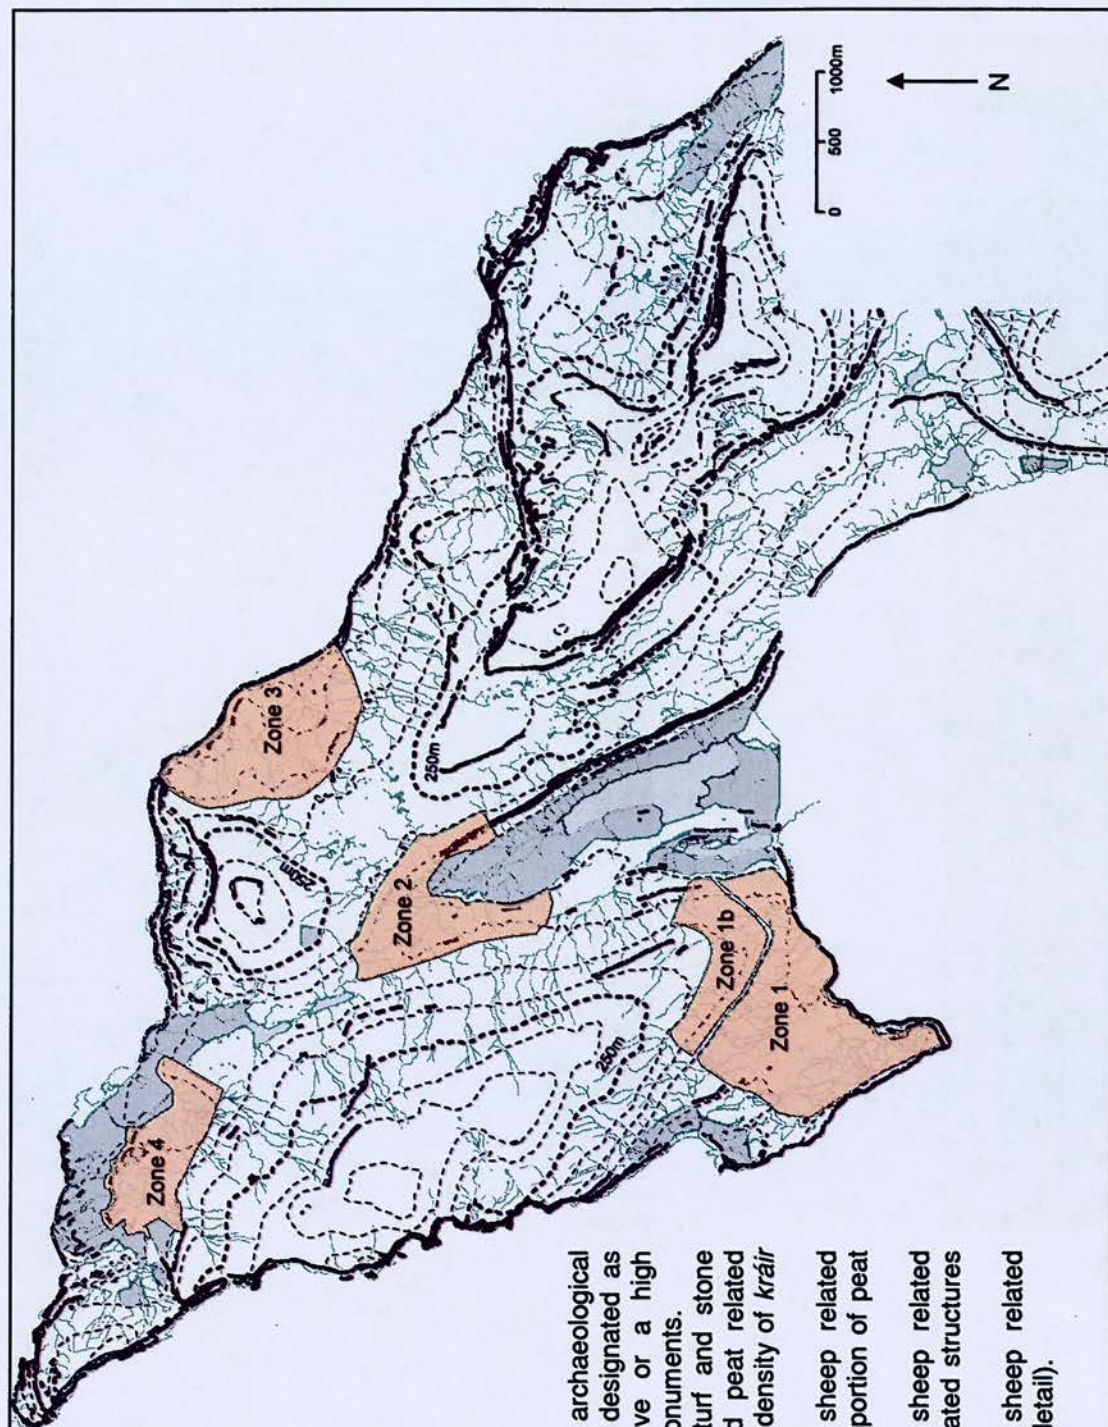 archaeological
designated as
ve or a high
onuments.
turf and stone
d peat related
density of kráir
sheep related
portion of peat
sheep related
ated structures
sheep related
etail).
Zone 4
Zone 3
Zone 2
Zone 1b
Zone 1
250m
250m
250m
0 500 1000m
N